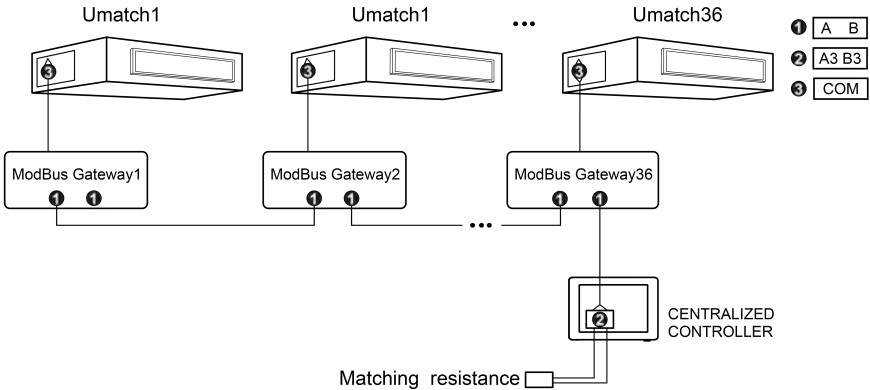 Umatch1
Umatch1
•••
Umatch36
1 A B
2 A3 B3
3 COM
3
3
3
ModBus Gateway1
ModBus Gateway2
ModBus Gateway36
1 1
1 1
•••
1 1
2
CENTRALIZED
CONTROLLER
Matching resistance